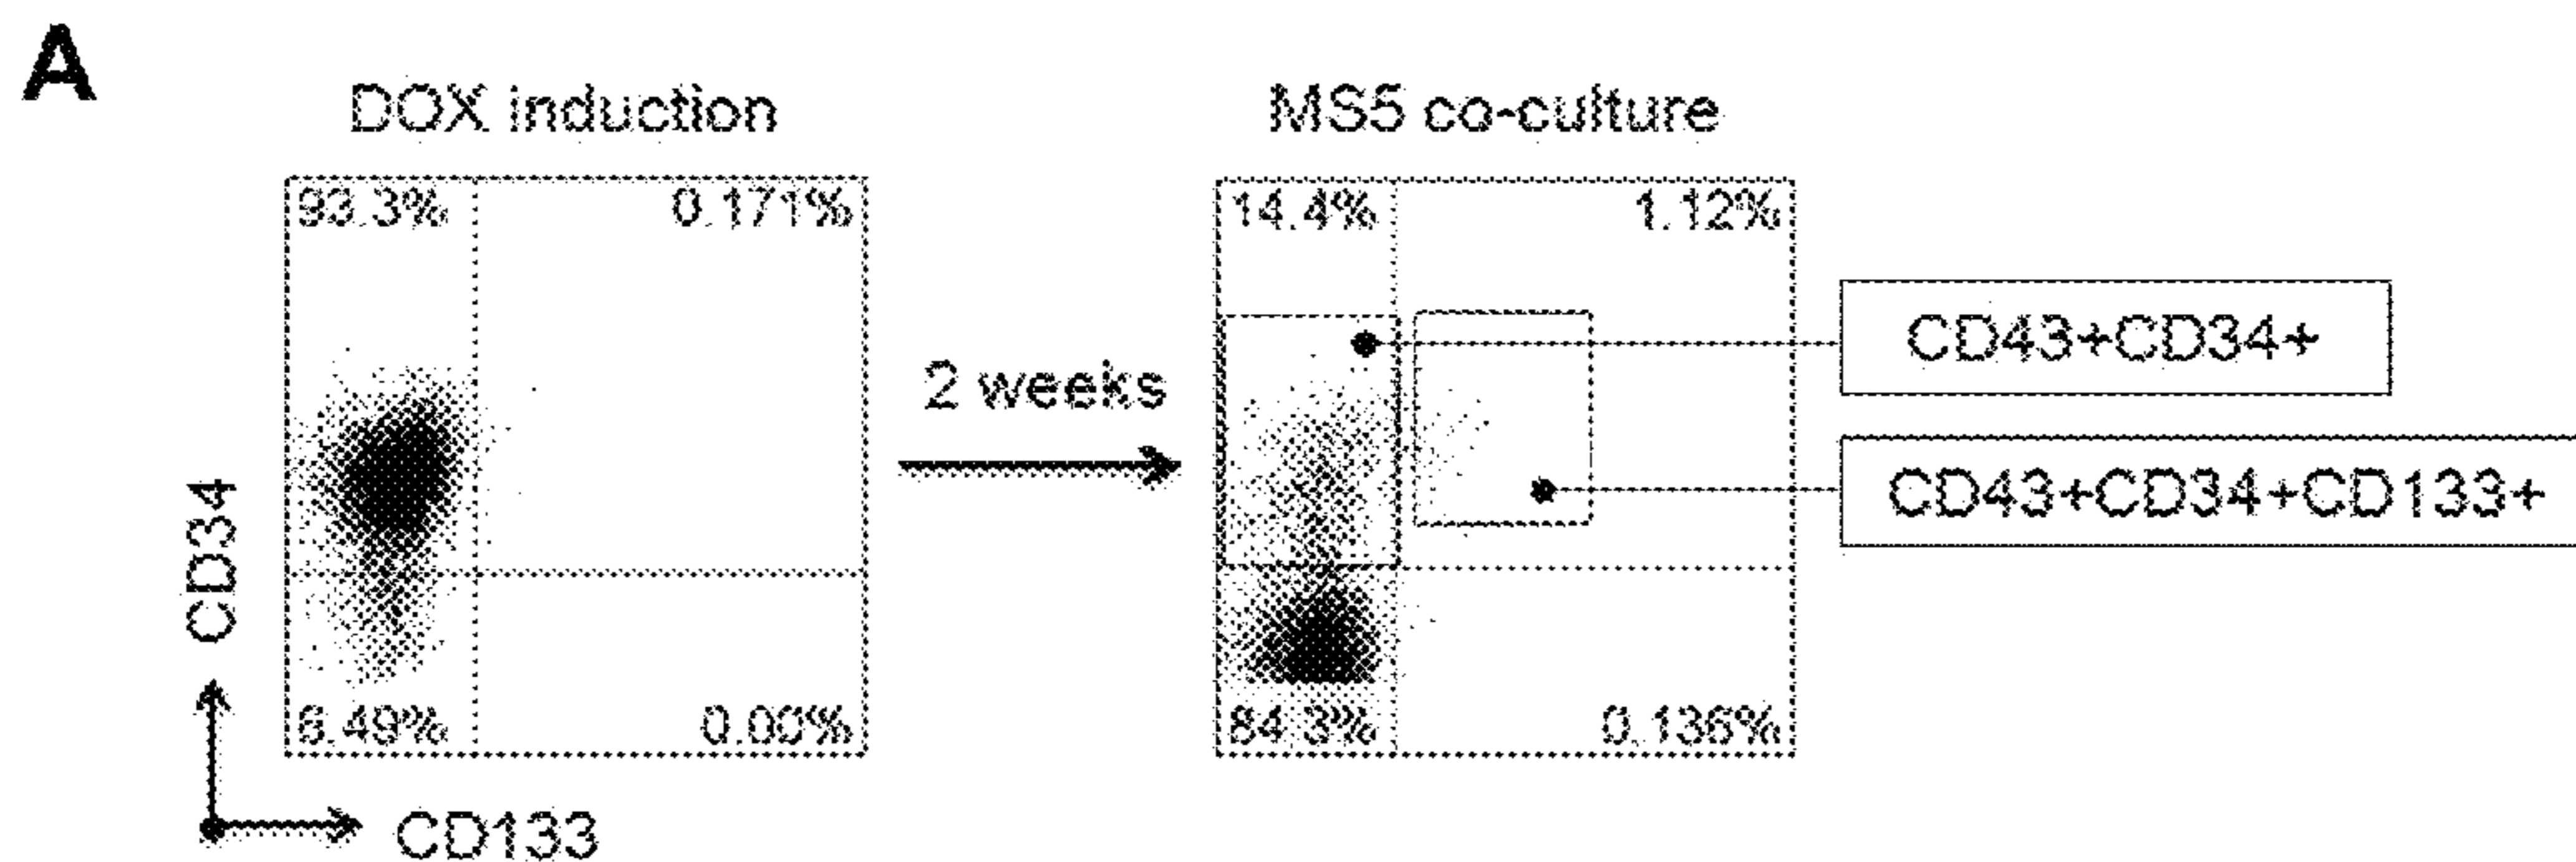 A
DOX induction
MS5 co-culture
93.3%
0.171%
14.4%
1.12%
CD43+CD34+
2 weeks
CD43+CD34+CD133+
CD34
6.49%
0.00%
84.3%
0.136%
CD133